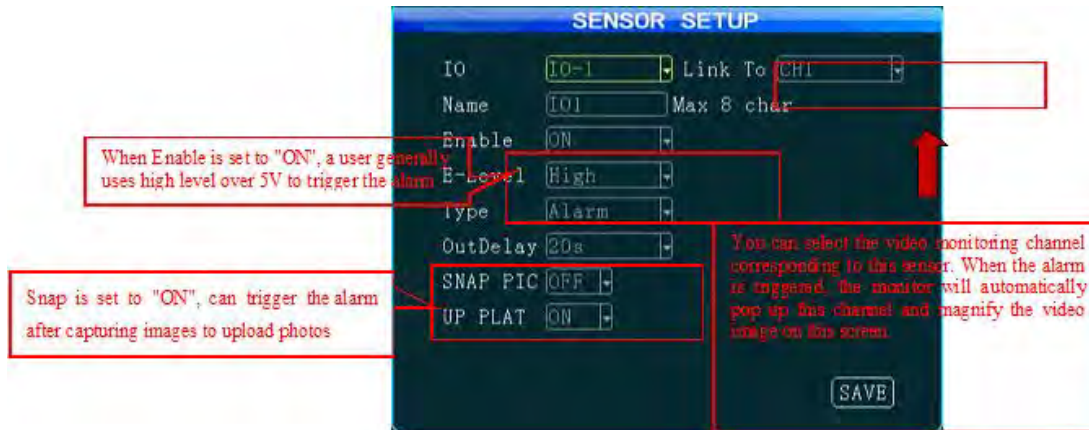 SENSOR SETUP
IO IO-1 Link To CH1
Name IO1 Max 8 char
Enable ON
E-Level High
Type Alarm
OutDelay 20s
SNAP PIC OFF
UP PLAT ON
SAVE
When Enable is set to "ON", a user generally
uses high level over 5V to trigger the alarm
Snap is set to "ON", can trigger the alarm
after capturing images to upload photos
You can select the video monitoring channel
corresponding to this sensor. When the alarm
is triggered, the monitor will automatically
pop up this channel and magnify the video
image on this screen